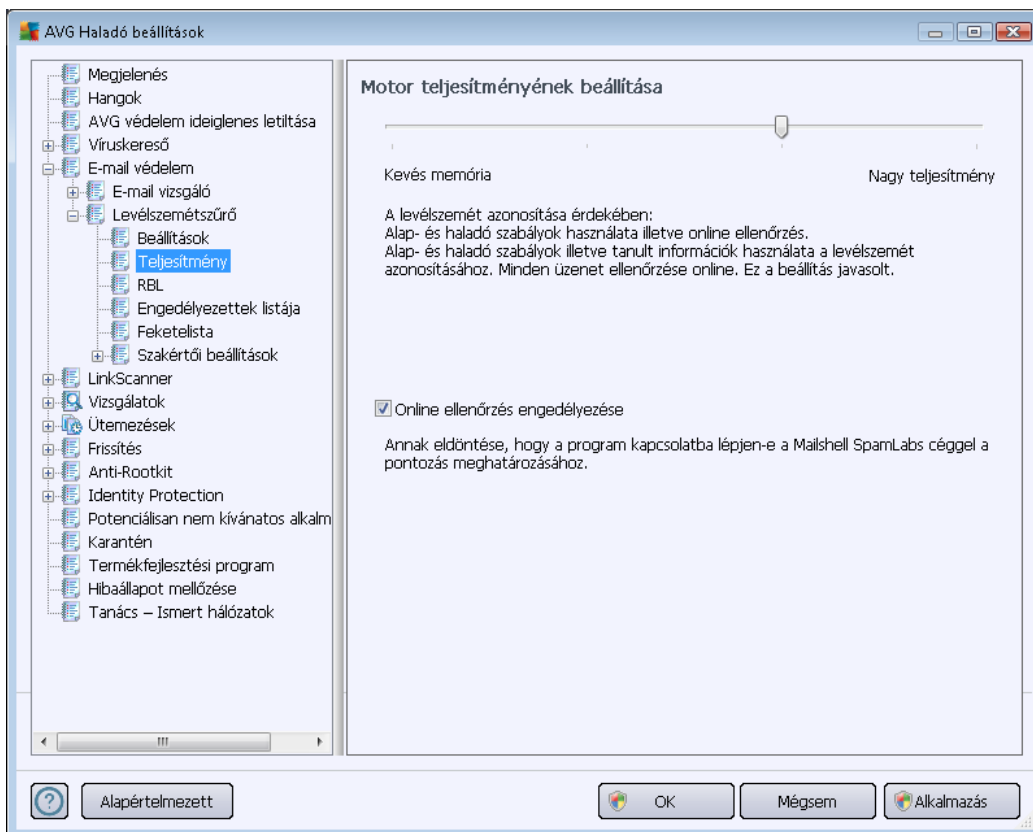 AVG Haladó beállítások
Megjelenés
Hangok
AVG védelem ideiglenes letiltása
Víruskereső
E-mail védelem
E-mail vizsgáló
Levélszemétszűrő
Beállítások
Teljesítmény
RBL
Engedélyezettek listája
Feketelista
Szakértői beállítások
LinkScanner
Vizsgálatok
Ütemezések
Frissítés
Anti-Rootkit
Identity Protection
Potenciálisan nem kívánatos alkalm
Karantén
Termékfejlesztési program
Hibaállapot mellőzése
Tanács – Ismert hálózatok
Motor teljesítményének beállítása
Kevés memória
Nagy teljesítmény
A levélszemét azonosítása érdekében:
Alap- és haladó szabályok használata illetve online ellenőrzés.
Alap- és haladó szabályok illetve tanult információk használata a levélszemét
azonosításához. Minden üzenet ellenőrzése online. Ez a beállítás javasolt.
Online ellenőrzés engedélyezése
Annak eldöntése, hogy a program kapcsolatba lépjen-e a Mailshell SpamLabs céggel a
pontozás meghatározásához.
Alapértelmezett
OK
Mégsem
Alkalmazás